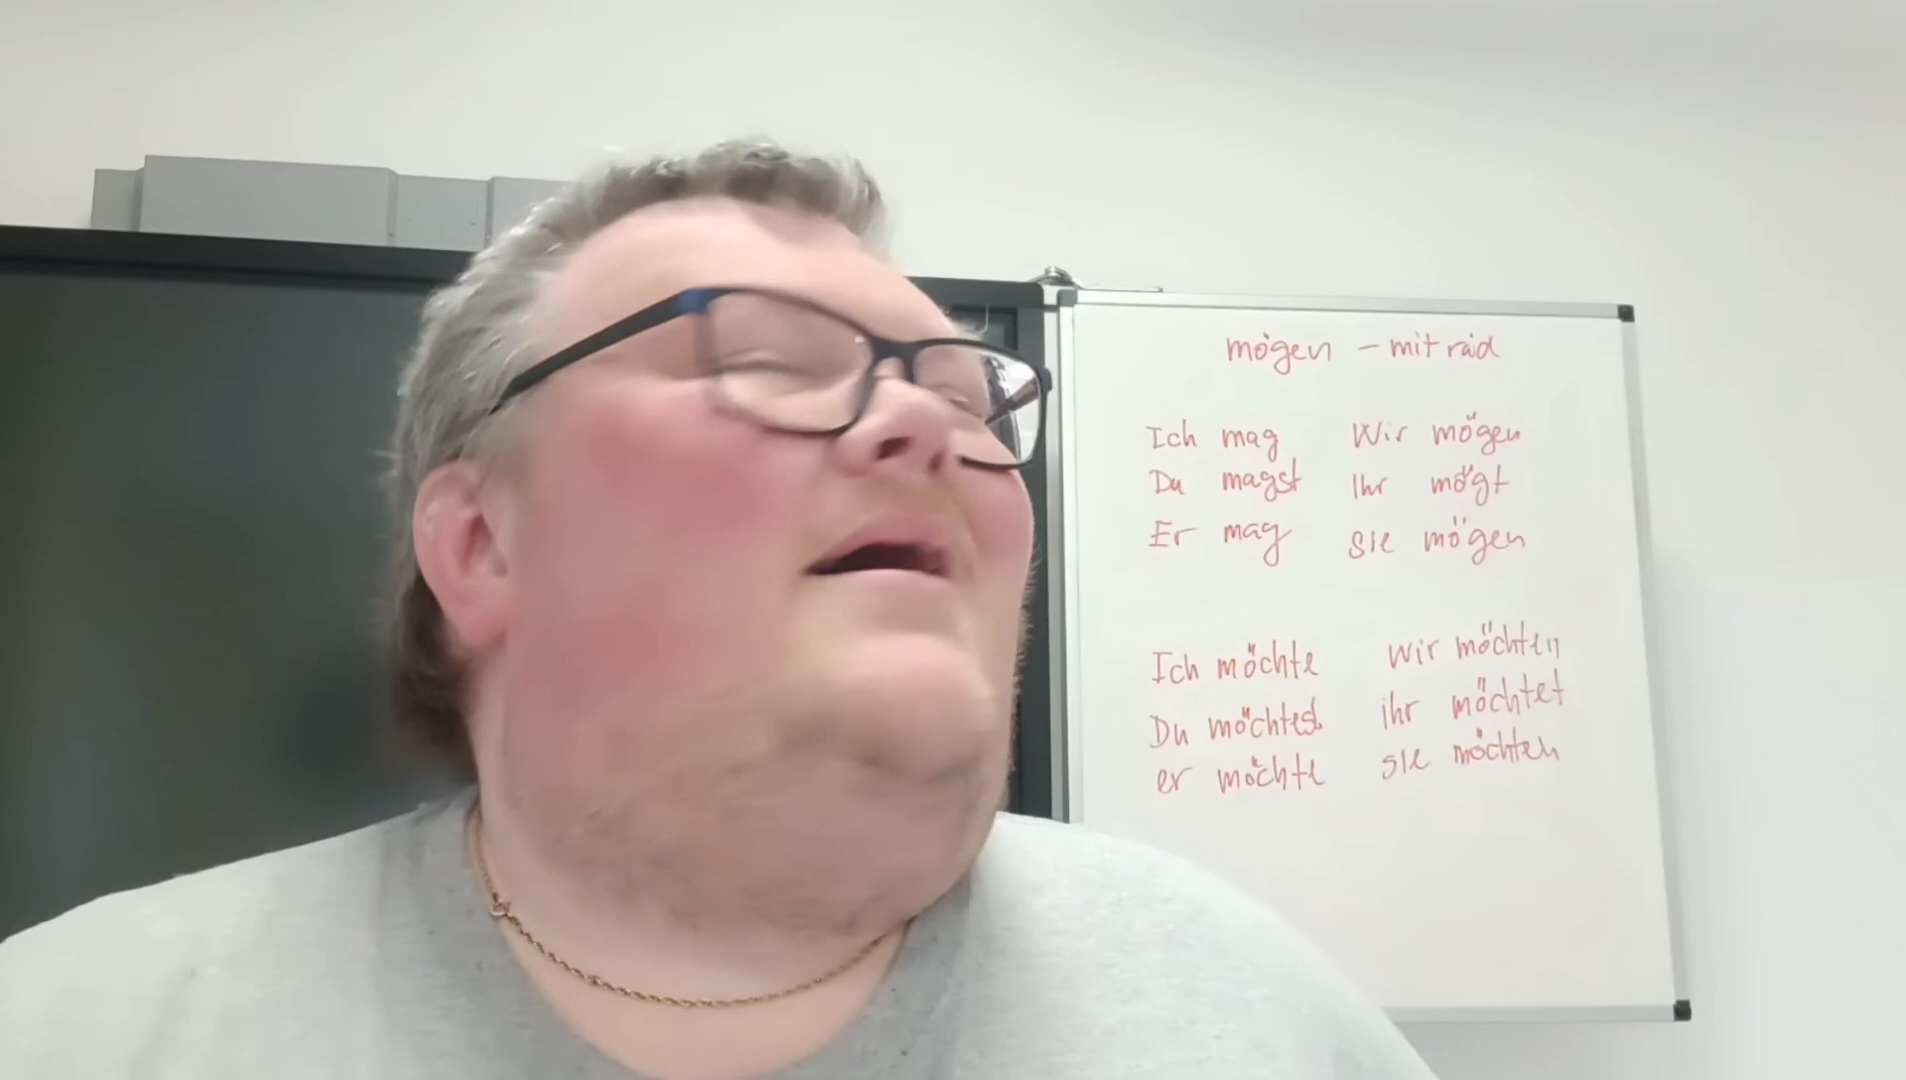 mögen – mit rád
Ich mag Wir mögen
Du magst Ihr mögt
Er mag sie mögen
Ich möchte wir möchten
Du möchtest ihr möchtet
er möchte sie möchten